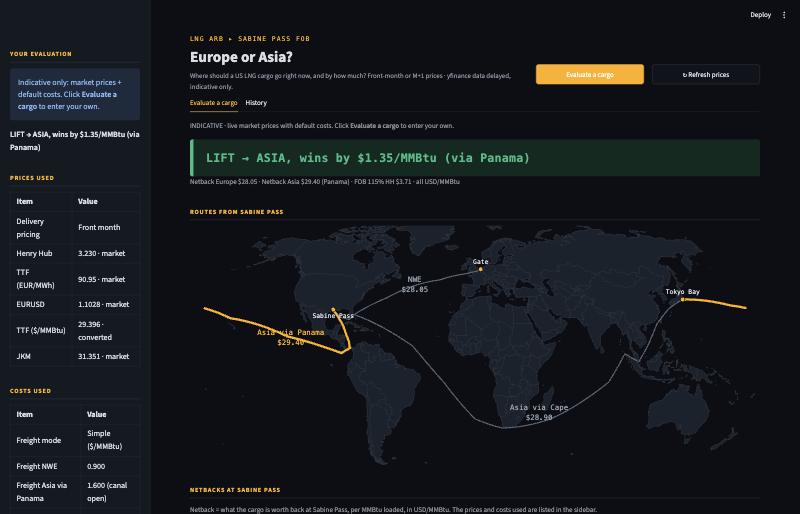 Deploy
YOUR EVALUATION
Indicative only: market prices +
default costs. Click Evaluate a
cargo to enter your own.
LIFT → ASIA, wins by $1.35/MMBtu (via
Panama)
PRICES USED
Item Value
Delivery
pricing Front month
Henry Hub 3.230 · market
TTF
(EUR/MWh) 90.95 · market
EURUSD 1.1028 · market
TTF ($/MMBtu) 29.396 ·
converted
JKM 31.351 · market
COSTS USED
Item Value
Freight mode Simple
($/MMBtu)
Freight NWE 0.900
Freight Asia via
Panama 1.600 (canal
open)
LNG ARB ▸ SABINE PASS FOB
Europe or Asia?
Where should a US LNG cargo go right now, and by how much? Front-month or M+1 prices · yfinance data delayed,
indicative only.
Evaluate a cargo
↻ Refresh prices
Evaluate a cargo History
INDICATIVE · live market prices with default costs. Click Evaluate a cargo to enter your own.
LIFT → ASIA, wins by $1.35/MMBtu (via Panama)
Netback Europe $28.05 · Netback Asia $29.40 (Panama) · FOB 115% HH $3.71 · all USD/MMBtu
ROUTES FROM SABINE PASS
Gate
NWE
$28.05
Tokyo Bay
Sabine Pass
Asia via Panama
$29.40
Asia via Cape
$28.90
NETBACKS AT SABINE PASS
Netback = what the cargo is worth back at Sabine Pass, per MMBtu loaded, in USD/MMBtu. The prices and costs used are listed in the sidebar.